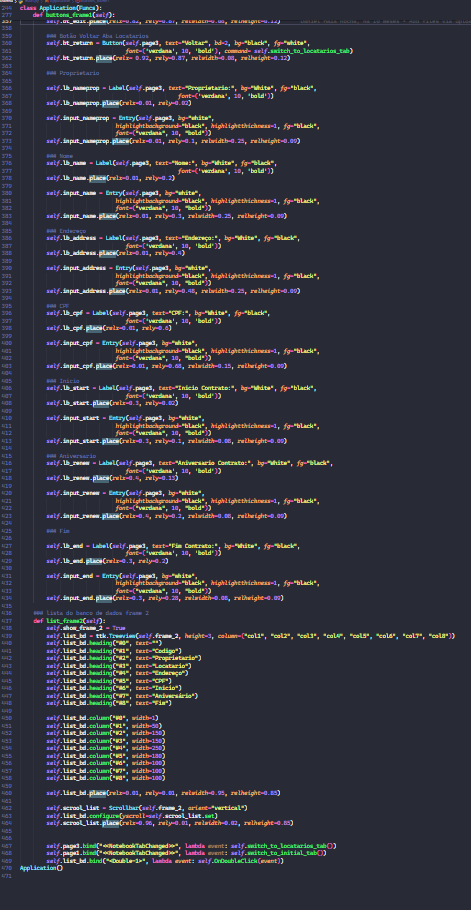 class Application(Funcs):
def buttons_frame1(self):
### Botão Voltar Aba Locatarios
self.bt_return = Button(self.page3, text="Voltar", bd=2, bg="white", fg="black",
font=('verdana', 10, 'bold'), command= self.switch_to_locatarios_tab)
self.bt_return.place(relx= 0.92, rely=0.87, relwidth=0.08, relheight=0.12)
### Proprietario
self.lb_nameprop = Label(self.page3, text="Proprietario:", bg="White", fg="black",
font=('verdana', 10, 'bold'))
self.lb_nameprop.place(relx=0.01, rely=0.02)
self.input_nameprop = Entry(self.page3, bg="white",
highlightbackground="black", highlightthickness=1, fg="black",
font=("verdana", 10, "bold"))
self.input_nameprop.place(relx=0.01, rely=0.1, relwidth=0.25, relheight=0.09)
### Nome
self.lb_name = Label(self.page3, text="Nome:", bg="White", fg="black",
font=('verdana', 10, 'bold'))
self.lb_name.place(relx=0.01, rely=0.2)
self.input_name = Entry(self.page3, bg="white",
highlightbackground="black", highlightthickness=1, fg="black",
font=("verdana", 10, "bold"))
self.input_name.place(relx=0.01, rely=0.3, relwidth=0.25, relheight=0.09)
### Endereço
self.lb_address = Label(self.page3, text="Endereço:", bg="White", fg="black",
font=('verdana', 10, 'bold'))
self.lb_address.place(relx=0.01, rely=0.4)
self.input_address = Entry(self.page3, bg="white",
highlightbackground="black", highlightthickness=1, fg="black",
font=("verdana", 10, "bold"))
self.input_address.place(relx=0.01, rely=0.48, relwidth=0.25, relheight=0.09)
### CPF
self.lb_cpf = Label(self.page3, text="CPF:", bg="White", fg="black",
font=('verdana', 10, 'bold'))
self.lb_cpf.place(relx=0.01, rely=0.6)
self.input_cpf = Entry(self.page3, bg="white",
highlightbackground="black", highlightthickness=1, fg="black",
font=("verdana", 10, "bold"))
self.input_cpf.place(relx=0.01, rely=0.68, relwidth=0.15, relheight=0.09)
### Inicio
self.lb_start = Label(self.page3, text="Inicio Contrato:", bg="White", fg="black",
font=('verdana', 10, 'bold'))
self.lb_start.place(relx=0.3, rely=0.02)
self.input_start = Entry(self.page3, bg="white",
highlightbackground="black", highlightthickness=1, fg="black",
font=("verdana", 10, "bold"))
self.input_start.place(relx=0.3, rely=0.1, relwidth=0.08, relheight=0.09)
### Aniversario
self.lb_renew = Label(self.page3, text="Aniversario Contrato:", bg="White", fg="black",
font=('verdana', 10, 'bold'))
self.lb_renew.place(relx=0.4, rely=0.13)
self.input_renew = Entry(self.page3, bg="white",
highlightbackground="black", highlightthickness=1, fg="black",
font=("verdana", 10, "bold"))
self.input_renew.place(relx=0.4, rely=0.2, relwidth=0.08, relheight=0.09)
### Fim
self.lb_end = Label(self.page3, text="Fim Contrato:", bg="White", fg="black",
font=('verdana', 10, 'bold'))
self.lb_end.place(relx=0.3, rely=0.2)
self.input_end = Entry(self.page3, bg="white",
highlightbackground="black", highlightthickness=1, fg="black",
font=("verdana", 10, "bold"))
self.input_end.place(relx=0.3, rely=0.28, relwidth=0.08, relheight=0.09)
### lista do banco de dados frame 2
def list_frame2(self):
self.show_frame_2 = True
self.list_bd = ttk.Treeview(self.frame_2, height=3, column=("col1", "col2", "col3", "col4", "col5", "col6", "col7", "col8"))
self.list_bd.heading("#0", text="")
self.list_bd.heading("#1", text="Codigo")
self.list_bd.heading("#2", text="Proprietario")
self.list_bd.heading("#3", text="Locatario")
self.list_bd.heading("#4", text="Endereço")
self.list_bd.heading("#5", text="CPF")
self.list_bd.heading("#6", text="Inicio")
self.list_bd.heading("#7", text="Aniversário")
self.list_bd.heading("#8", text="Fim")
self.list_bd.column("#0", width=1)
self.list_bd.column("#1", width=50)
self.list_bd.column("#2", width=150)
self.list_bd.column("#3", width=150)
self.list_bd.column("#4", width=250)
self.list_bd.column("#5", width=100)
self.list_bd.column("#6", width=100)
self.list_bd.column("#7", width=100)
self.list_bd.column("#8", width=100)
self.list_bd.place(relx=0.01, rely=0.01, relwidth=0.95, relheight=0.85)
self.scrool_list = Scrollbar(self.frame_2, orient="vertical")
self.list_bd.configure(yscroll=self.scrool_list.set)
self.scrool_list.place(relx=0.96, rely=0.01, relwidth=0.02, relheight=0.85)
self.page3.bind("<<NotebookTabChanged>>", lambda event: self.switch_to_locatarios_tab())
self.page1.bind("<<NotebookTabChanged>>", lambda event: self.switch_to_initial_tab())
self.list_bd.bind("<Double-1>", lambda event: self.OnDoubleClick(event))
Application()